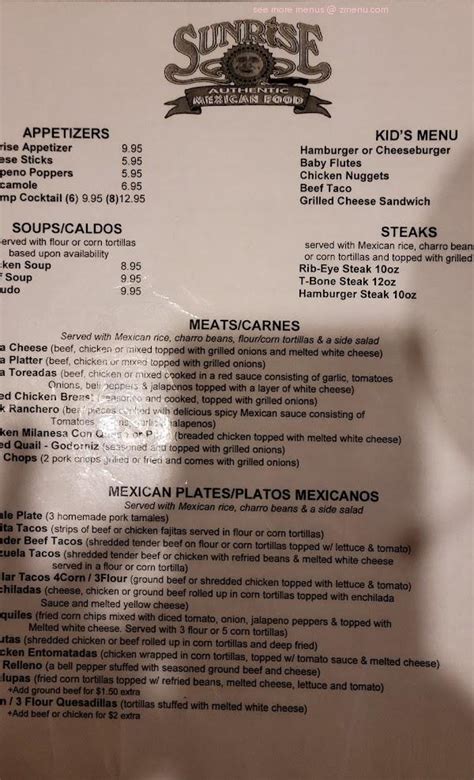 see more menus @ zmenu.com
SUNRISE
AUTHENTIC
MEXICAN FOOD
APPETIZERS
rise Appetizer 9.95
ese Sticks 5.95
peno Poppers 5.95
camole 6.95
mp Cocktail (6) 9.95 (8)12.95
SOUPS/CALDOS
served with flour or corn tortillas
based upon availability
ken Soup 8.95
f Soup 9.95
udo 9.95
KID'S MENU
Hamburger or Cheeseburger
Baby Flutes
Chicken Nuggets
Beef Taco
Grilled Cheese Sandwich
STEAKS
served with Mexican rice, charro beans
or corn tortillas and topped with grilled
Rib-Eye Steak 10oz
T-Bone Steak 12oz
Hamburger Steak 10oz
MEATS/CARNES
Served with Mexican rice, charro beans, flour/corn tortillas & a side salad
a Cheese (beef, chicken or mixed topped with grilled onions and melted white cheese)
a Platter (beef, chicken or mixed topped with grilled onions)
a Toreadas (beef, chicken or mixed cooked in a red sauce consisting of garlic, tomatoes
Onions, bell peppers & jalapenos topped with a layer of white cheese)
ed Chicken Breast (seasoned and cooked, topped with grilled onions)
k Ranchero (beef pieces cooked with delicious spicy Mexican sauce consisting of
Tomatoes garlic jalapenos)
ken Milanesa Con Queso (breaded chicken topped with melted white cheese)
ed Quail - Godorniz (seasoned and topped with grilled onions)
Chops (2 pork chops grilled or fried and comes with grilled onions)
MEXICAN PLATES/PLATOS MEXICANOS
Served with Mexican rice, charro beans & a side salad
ale Plate (3 homemade pork tamales)
ita Tacos (strips of beef or chicken fajitas served in flour or corn tortillas)
dder Beef Tacos (shredded tender beef on flour or corn tortillas topped w/ lettuce & tomato)
zuela Tacos (shredded tender beef or chicken with refried beans & melted white cheese
served in a flour or corn tortilla)
lar Tacos 4Corn / 3Flour (ground beef or shredded chicken topped with lettuce & tomato)
chiladas (cheese, chicken or ground beef rolled up in corn tortillas topped with enchilada
Sauce and melted yellow cheese)
quiles (fried corn chips mixed with diced tomato, onion, jalapeno peppers & topped with
Melted white cheese. Served with 3 flour or 5 corn tortillas)
utas (shredded chicken or beef rolled up in corn tortillas and deep fried)
cken Entomatadas (chicken wrapped in corn tortillas, topped w/ tomato sauce & melted cheese)
Relleno (a bell pepper stuffed with seasoned ground beef and cheese)
lupas (fried corn tortillas topped w/ refried beans, melted cheese, lettuce and tomato)
+Add ground beef for $1.50 extra
n / 3 Flour Quesadillas (tortillas stuffed with melted white cheese)
+Add beef or chicken for $2 extra